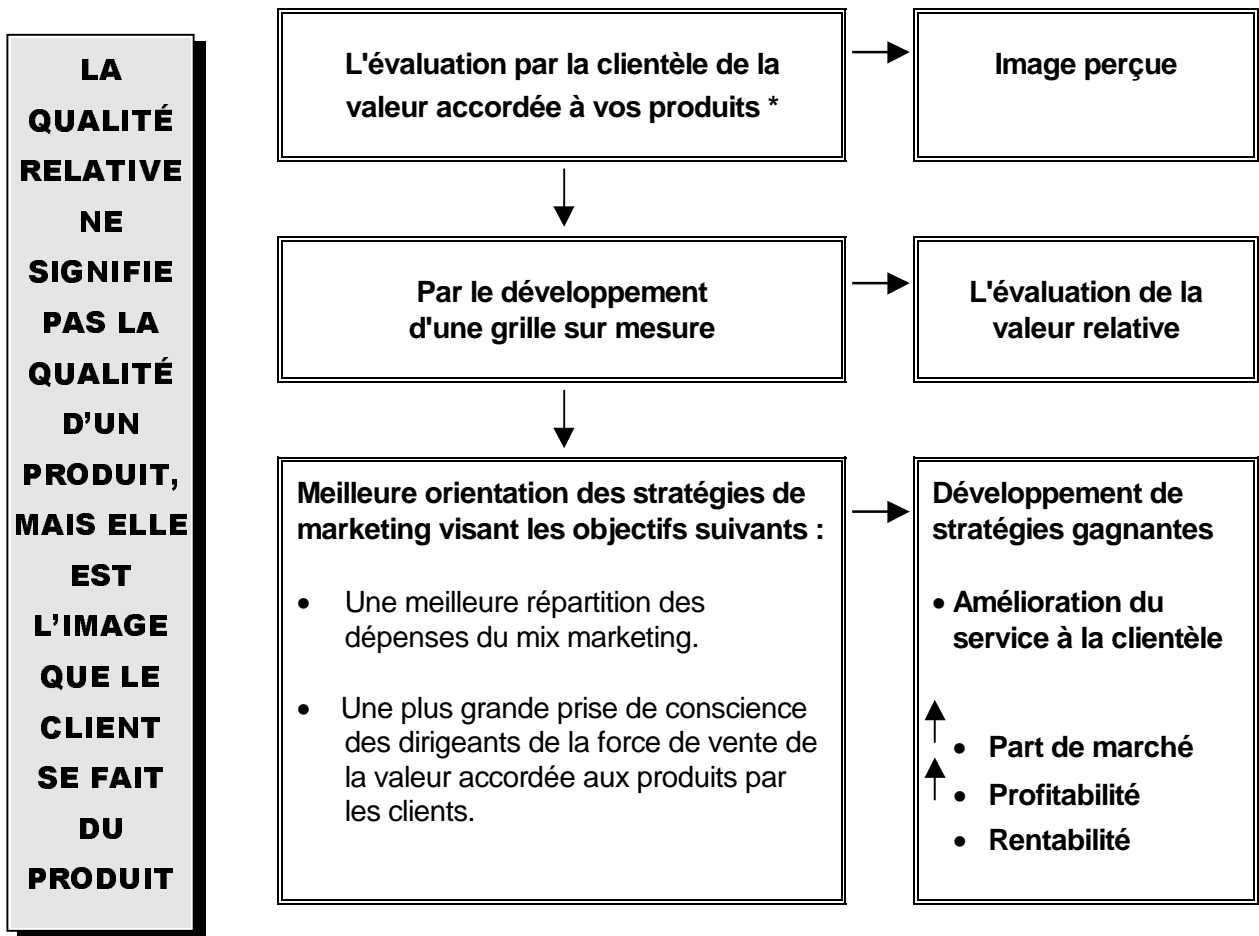 LA
QUALITÉ
RELATIVE
NE
SIGNIFIE
PAS LA
QUALITÉ
D’UN
PRODUIT,
MAIS ELLE
EST
L’IMAGE
QUE LE
CLIENT
SE FAIT
DU
PRODUIT
L'évaluation par la clientèle de la
valeur accordée à vos produits *
Image perçue
Par le développement
d'une grille sur mesure
L'évaluation de la
valeur relative
Meilleure orientation des stratégies de
marketing visant les objectifs suivants :
• Une meilleure répartition des
dépenses du mix marketing.
• Une plus grande prise de conscience
des dirigeants de la force de vente de
la valeur accordée aux produits par
les clients.
Développement de
stratégies gagnantes
• Amélioration du
service à la clientèle
• Part de marché
• Profitabilité
• Rentabilité